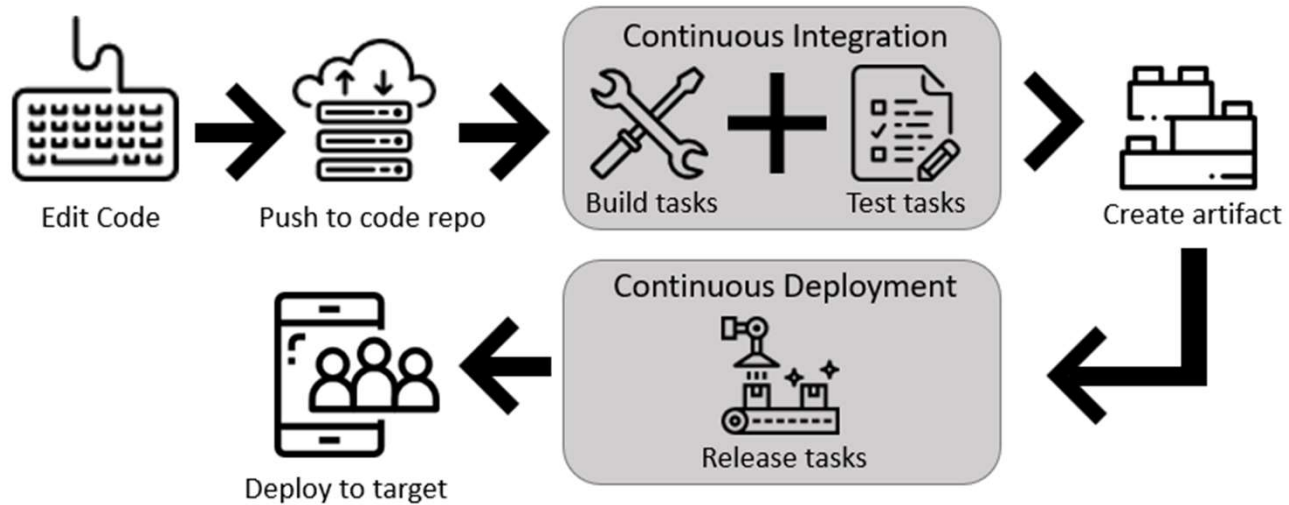 Continuous Integration
Edit Code
Push to code repo
Build tasks
Test tasks
Create artifact
Continuous Deployment
Release tasks
Deploy to target